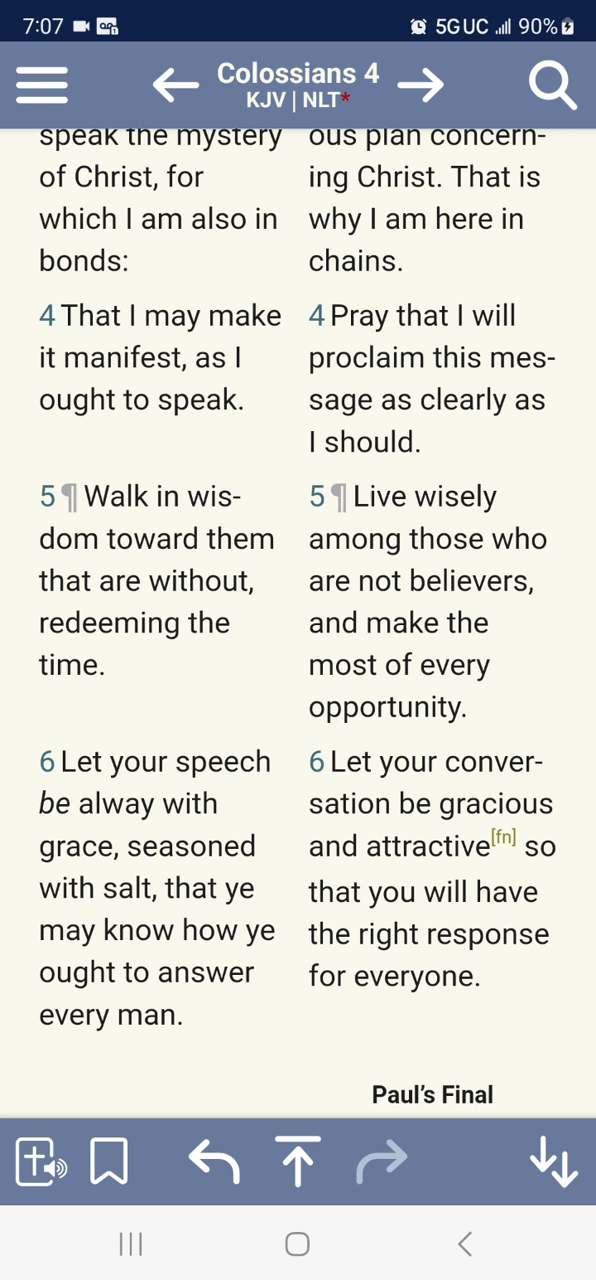 7:07
5G UC 90%
Colossians 4
KJV | NLT*
speak the mystery
of Christ, for
which I am also in
bonds:
4 That I may make
it manifest, as I
ought to speak.
5 ¶ Walk in wis-
dom toward them
that are without,
redeeming the
time.
6 Let your speech
be alway with
grace, seasoned
with salt, that ye
may know how ye
ought to answer
every man.
ous plan concern-
ing Christ. That is
why I am here in
chains.
4 Pray that I will
proclaim this mes-
sage as clearly as
I should.
5 ¶ Live wisely
among those who
are not believers,
and make the
most of every
opportunity.
6 Let your conver-
sation be gracious
and attractive[fn] so
that you will have
the right response
for everyone.
Paul’s Final